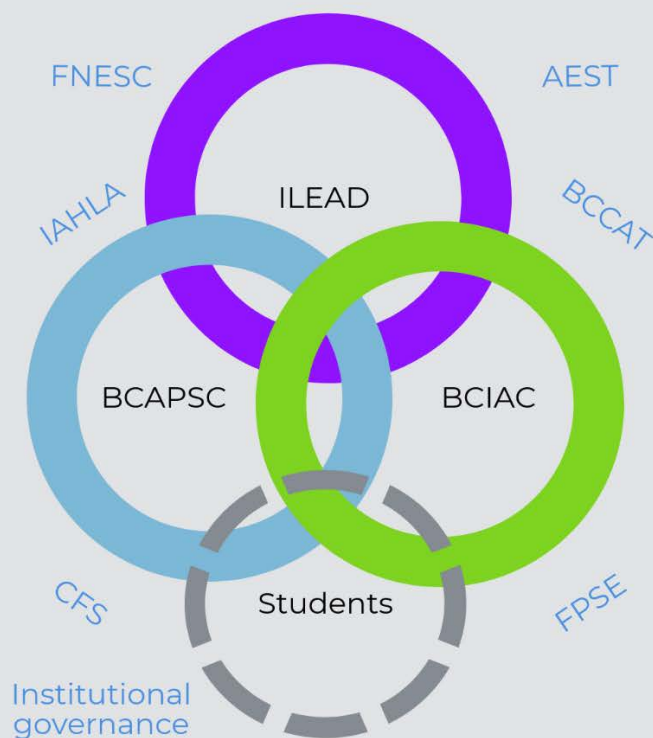 FNESC
AEST
ILEAD
IAHLA
BCCAT
BCAPSC
BCIAC
CFS
Students
FPSE
Institutional
governance